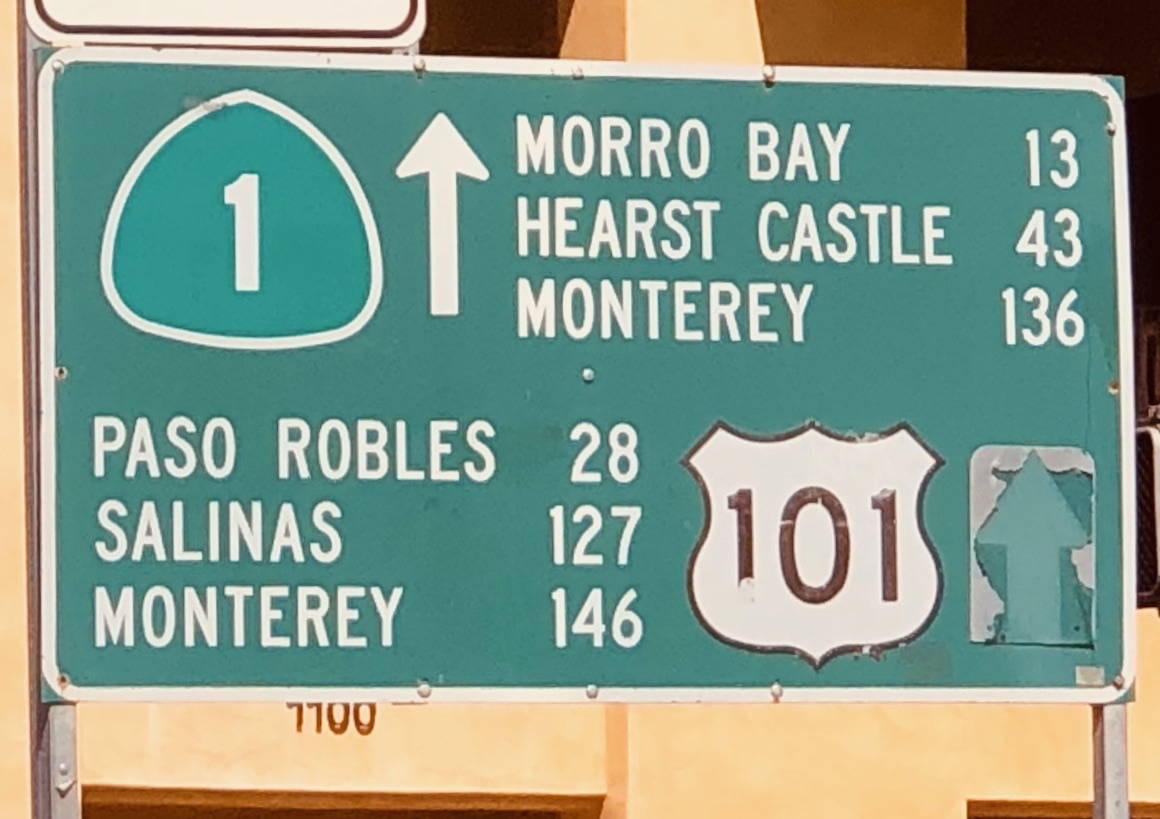 1
MORRO BAY 13
HEARST CASTLE 43
MONTEREY 136
PASO ROBLES 28
SALINAS 127
MONTEREY 146
101
1100